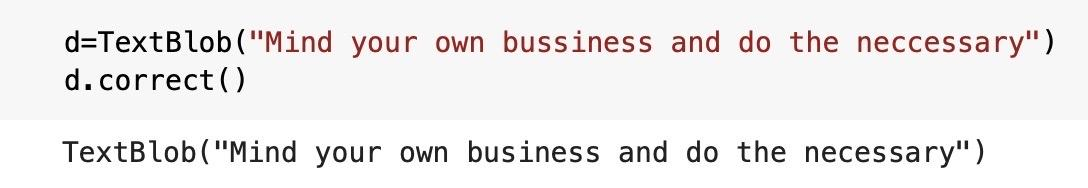 d=TextBlob("Mind your own bussiness and do the neccessary")
d.correct()
TextBlob("Mind your own business and do the necessary")